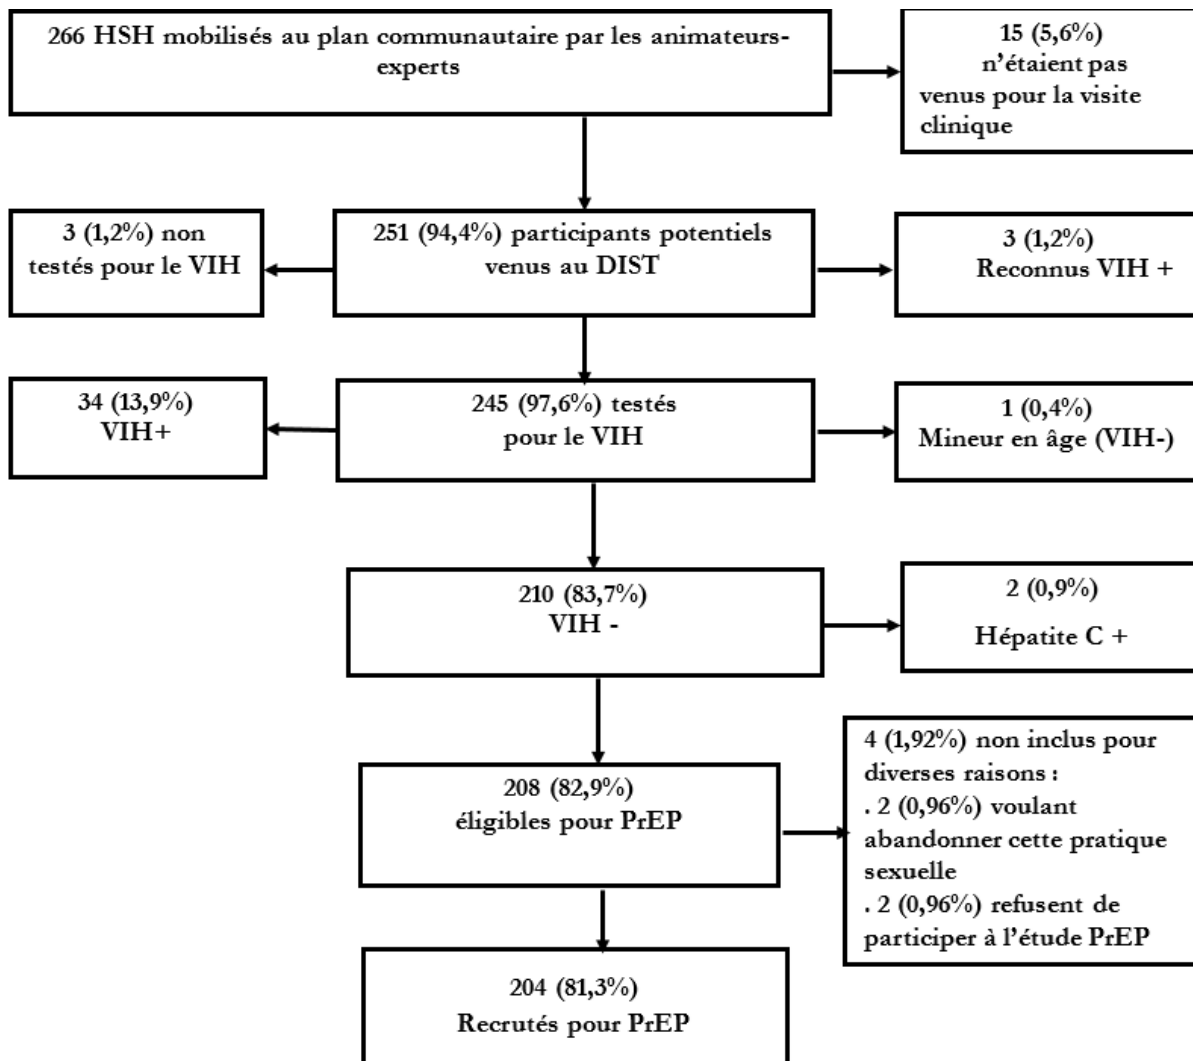 266 HSH mobilisés au plan communautaire par les animateurs-
experts
15 (5,6%)
n’étaient pas
venus pour la visite
clinique
3 (1,2%) non
testés pour le VIH
251 (94,4%) participants potentiels
venus au DIST
3 (1,2%)
Reconnus VIH +
34 (13,9%)
VIH+
245 (97,6%) testés
pour le VIH
1 (0,4%)
Mineur en âge (VIH-)
210 (83,7%)
VIH -
2 (0,9%)
Hépatite C +
208 (82,9%)
éligibles pour PrEP
4 (1,92%) non inclus pour
diverses raisons :
. 2 (0,96%) voulant
abandonner cette pratique
sexuelle
. 2 (0,96%) refusent de
participer à l’étude PrEP
204 (81,3%)
Recrutés pour PrEP